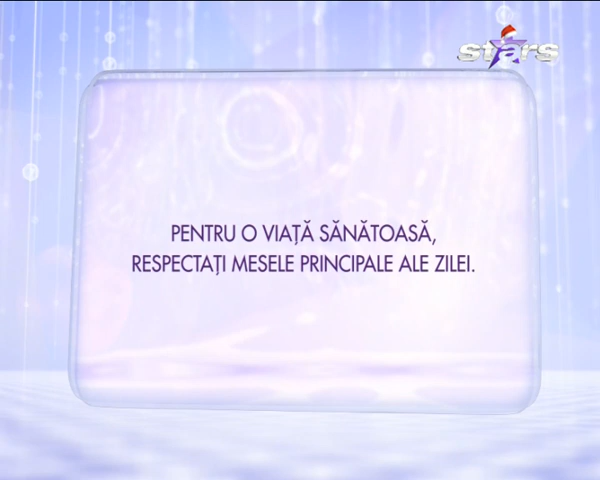 stars
PENTRU O VIAȚĂ SĂNĂTOASĂ,
RESPECTAȚI MESELE PRINCIPALE ALE ZILEI.